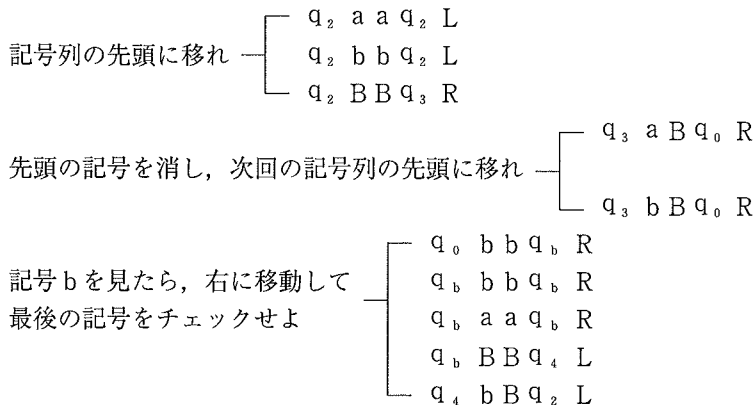 q₂ a a q₂ L
記号列の先頭に移れ q₂ b b q₂ L
q₂ B B q₃ R
q₃ a B q₀ R
先頭の記号を消し，次回の記号列の先頭に移れ
q₃ b B q₀ R
q₀ b b q_b R
記号bを見たら，右に移動して q_b b b q_b R
最後の記号をチェックせよ q_b a a q_b R
q_b B B q₄ L
q₄ b B q₂ L